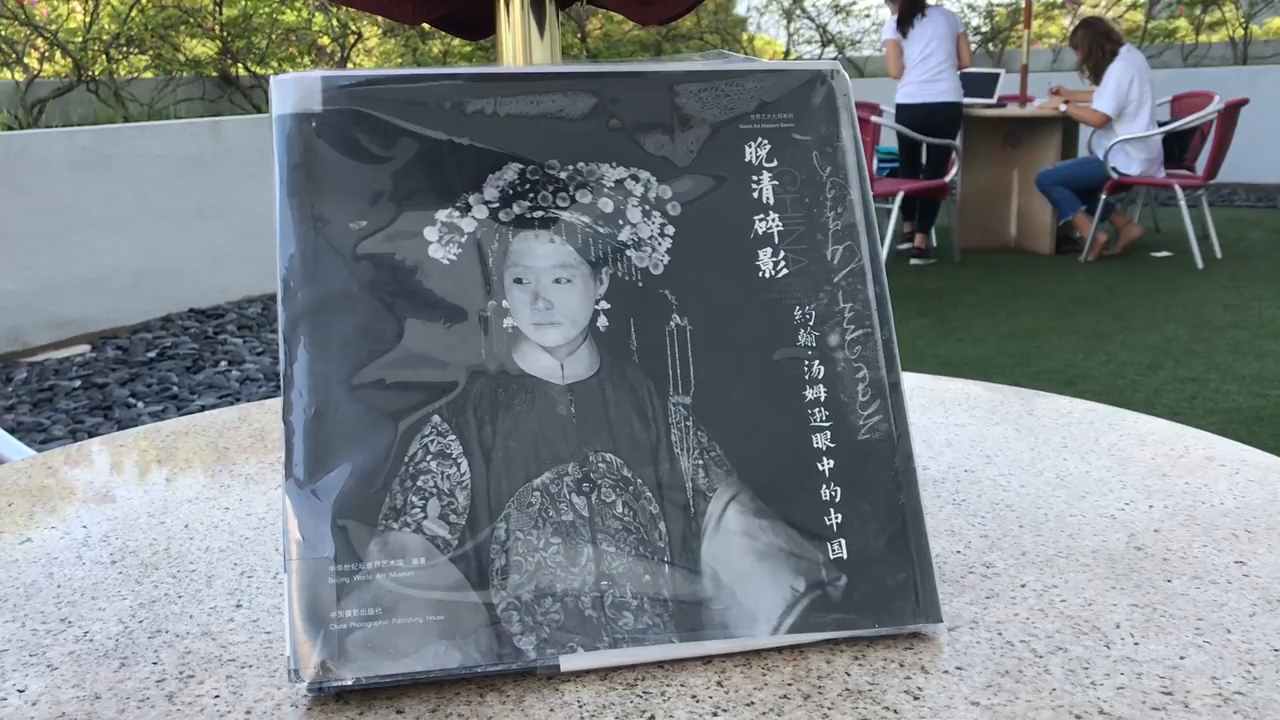 世界艺术大师系列
World Art Masters Series
晚清碎影
约翰·汤姆逊眼中的中国
CHINA
中华世纪坛世界艺术馆 编著
Beijing World Art Museum
中国摄影出版社
China Photographic Publishing House